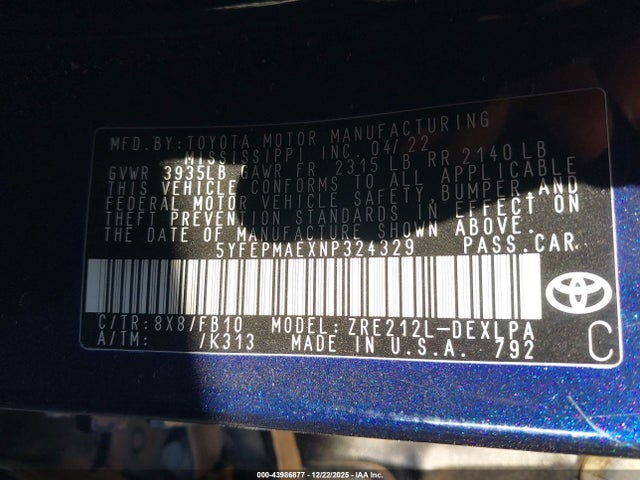 MFD.BY:TOYOTA MOTOR MANUFACTURING
MISSISSIPPI INC. 04/22
GVWR 3935LB GAWR FR 2315 LB RR 2140 LB
THIS VEHICLE CONFORMS TO ALL APPLICABLE
FEDERAL MOTOR VEHICLE SAFETY, BUMPER, AND
THEFT PREVENTION STANDARDS IN EFFECT ON
THE DATE OF MANUFACTURE SHOWN ABOVE.
5YFEPMAEXNP324329 PASS.CAR
C/TR:8X8/FB10 MODEL:ZRE212L-DEXLPA
A/TM: /K313 MADE IN U.S.A. 792
C
000-43986877 - 12/22/2025 - IAA Inc.